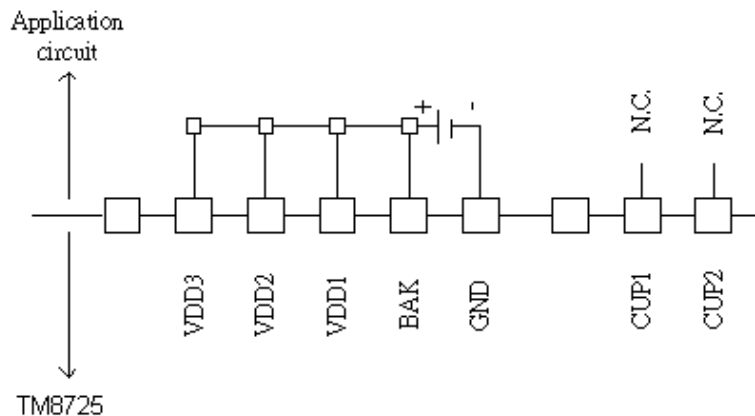 Application
circuit
+ -
N.C. N.C.
VDD3 VDD2 VDD1 BAK GND CUP1 CUP2
TM8725